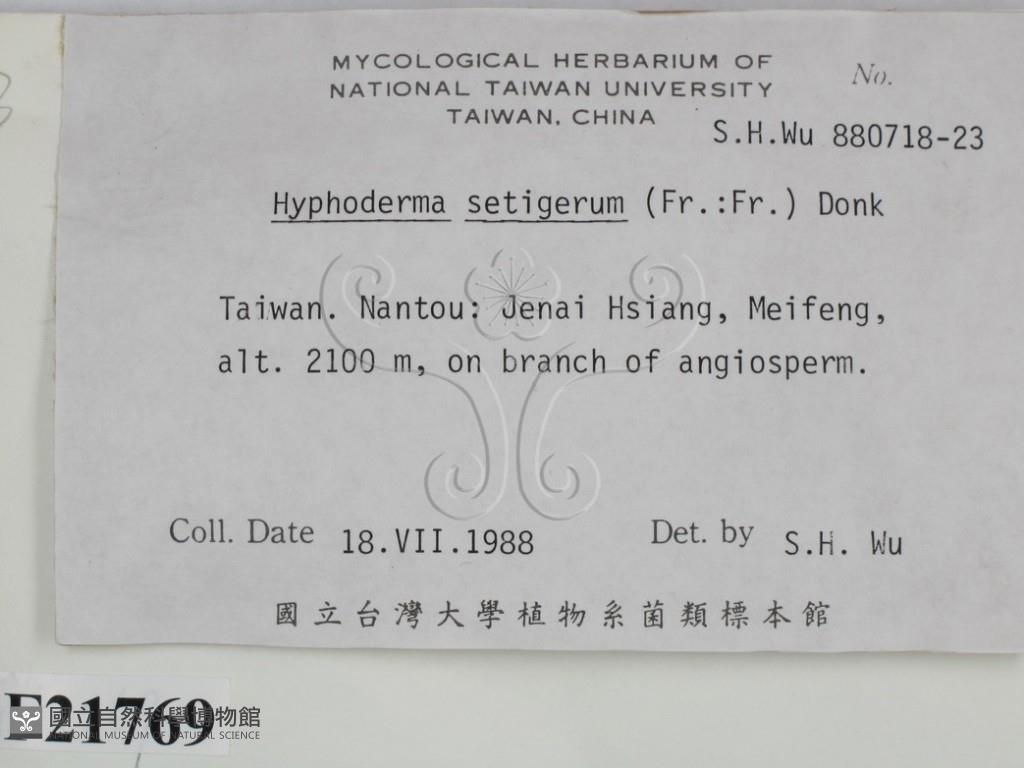 MYCOLOGICAL HERBARIUM OF
NATIONAL TAIWAN UNIVERSITY
TAIWAN, CHINA
No.
S.H.Wu 880718-23
Hyphoderma setigerum (Fr.:Fr.) Donk
Taiwan. Nantou: Jenai Hsiang, Meifeng,
alt. 2100 m, on branch of angiosperm.
Coll. Date 18.VII.1988 Det. by S.H. Wu
國立台灣大學植物系菌類標本館
F21769
國立自然科學博物館
NATIONAL MUSEUM OF NATURAL SCIENCE